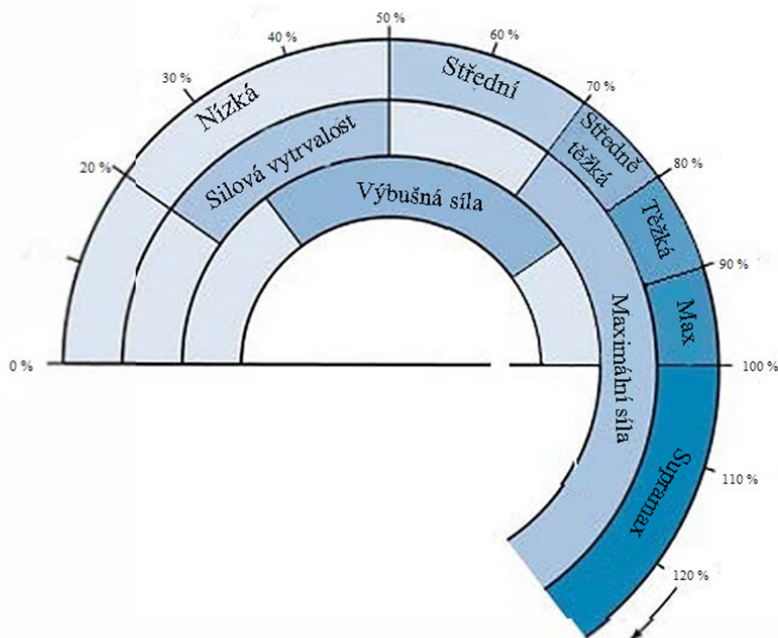 0 %
20 %
30 %
40 %
50 %
60 %
70 %
80 %
90 %
100 %
110 %
120 %
Nízká
Střední
Středně
těžká
Těžká
Max
Supramax
Silová vytrvalost
Maximální síla
Výbušná síla